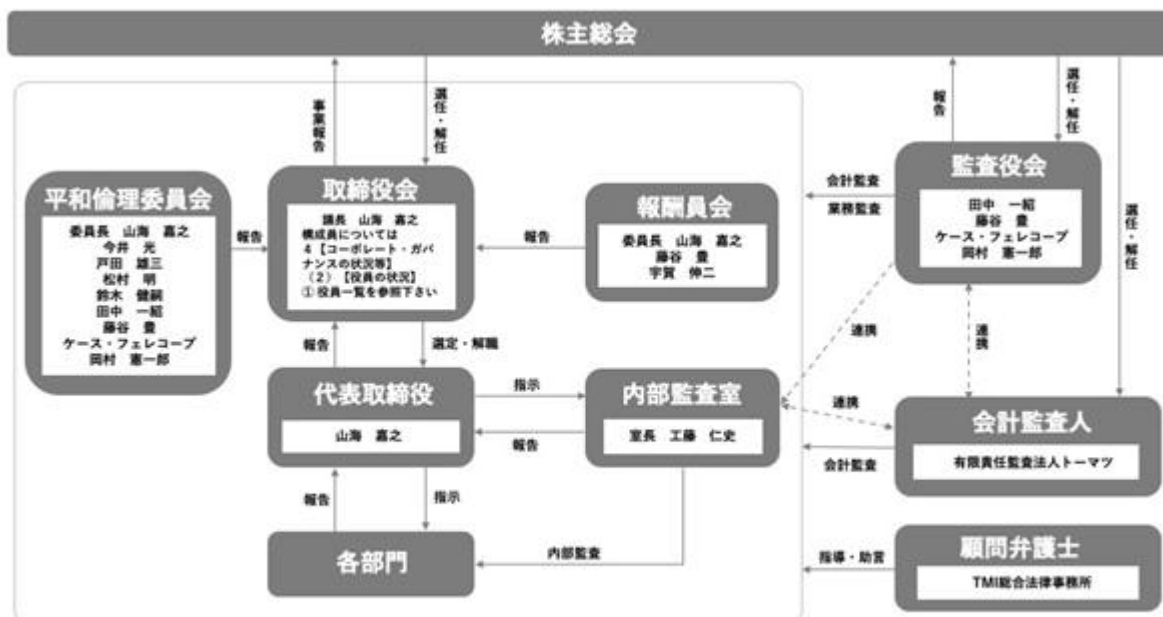 株主総会
事業報告
選任・解任
報告
選任・解任
選任・解任
平和倫理委員会
委員長 山海 嘉之
今井 光
戸田 雄三
松村 明
鈴木 健嗣
田中 一紹
藤谷 豊
ケース・フェレコープ
岡村 憲一郎
報告
取締役会
議長 山海 嘉之
構成員については
4【コーポレート・ガバ
ナンスの状況等】
(2)【役員の状況】
① 役員一覧を参照下さい
報告
報酬員会
委員長 山海 嘉之
藤谷 豊
宇賀 伸二
会計監査
業務監査
監査役会
田中 一紹
藤谷 豊
ケース・フェレコープ
岡村 憲一郎
報告
選定・解職
連携
連携
代表取締役
山海 嘉之
指示
報告
内部監査室
室長 工藤 仁史
連携
会計監査
会計監査人
有限責任監査法人トーマツ
報告
指示
各部門
内部監査
指導・助言
顧問弁護士
TMI総合法律事務所